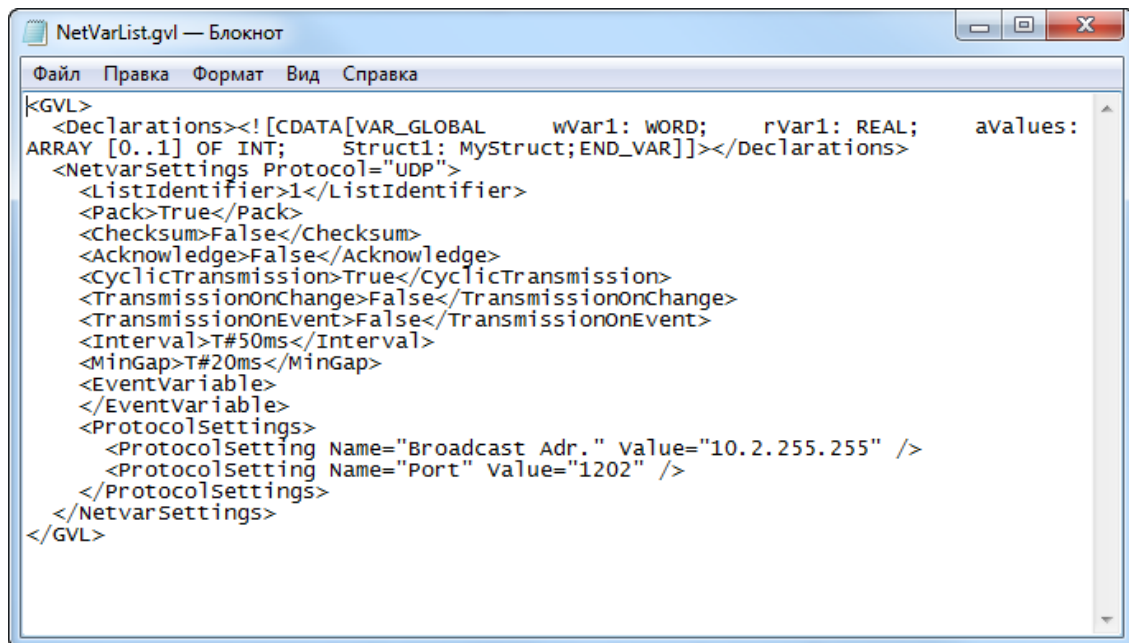 NetVarList.gvl — Блокнот
Файл Правка Формат Вид Справка
<GVL>
  <Declarations><![CDATA[VAR_GLOBAL     wVar1: WORD;    rVar1: REAL;    aValues:
ARRAY [0..1] OF INT;    Struct1: MyStruct;END_VAR]]></Declarations>
  <NetvarSettings Protocol="UDP">
    <ListIdentifier>1</ListIdentifier>
    <Pack>True</Pack>
    <Checksum>False</Checksum>
    <Acknowledge>False</Acknowledge>
    <CyclicTransmission>True</CyclicTransmission>
    <TransmissionOnChange>False</TransmissionOnChange>
    <TransmissionOnEvent>False</TransmissionOnEvent>
    <Interval>T#50ms</Interval>
    <MinGap>T#20ms</MinGap>
    <EventVariable>
    </EventVariable>
    <ProtocolSettings>
      <ProtocolSetting Name="Broadcast Adr." Value="10.2.255.255" />
      <ProtocolSetting Name="Port" Value="1202" />
    </ProtocolSettings>
  </NetvarSettings>
</GVL>